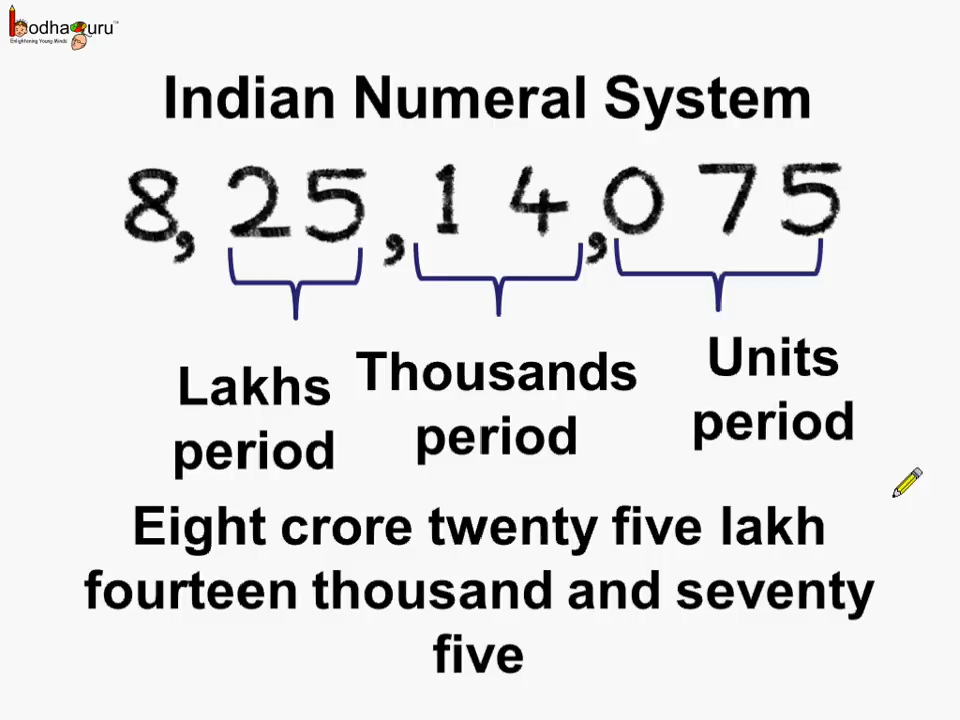 BodhaGuru™
Enlightening Young Minds
Indian Numeral System
8,25,14,075
Lakhs period
Thousands period
Units period
Eight crore twenty five lakh
fourteen thousand and seventy
five